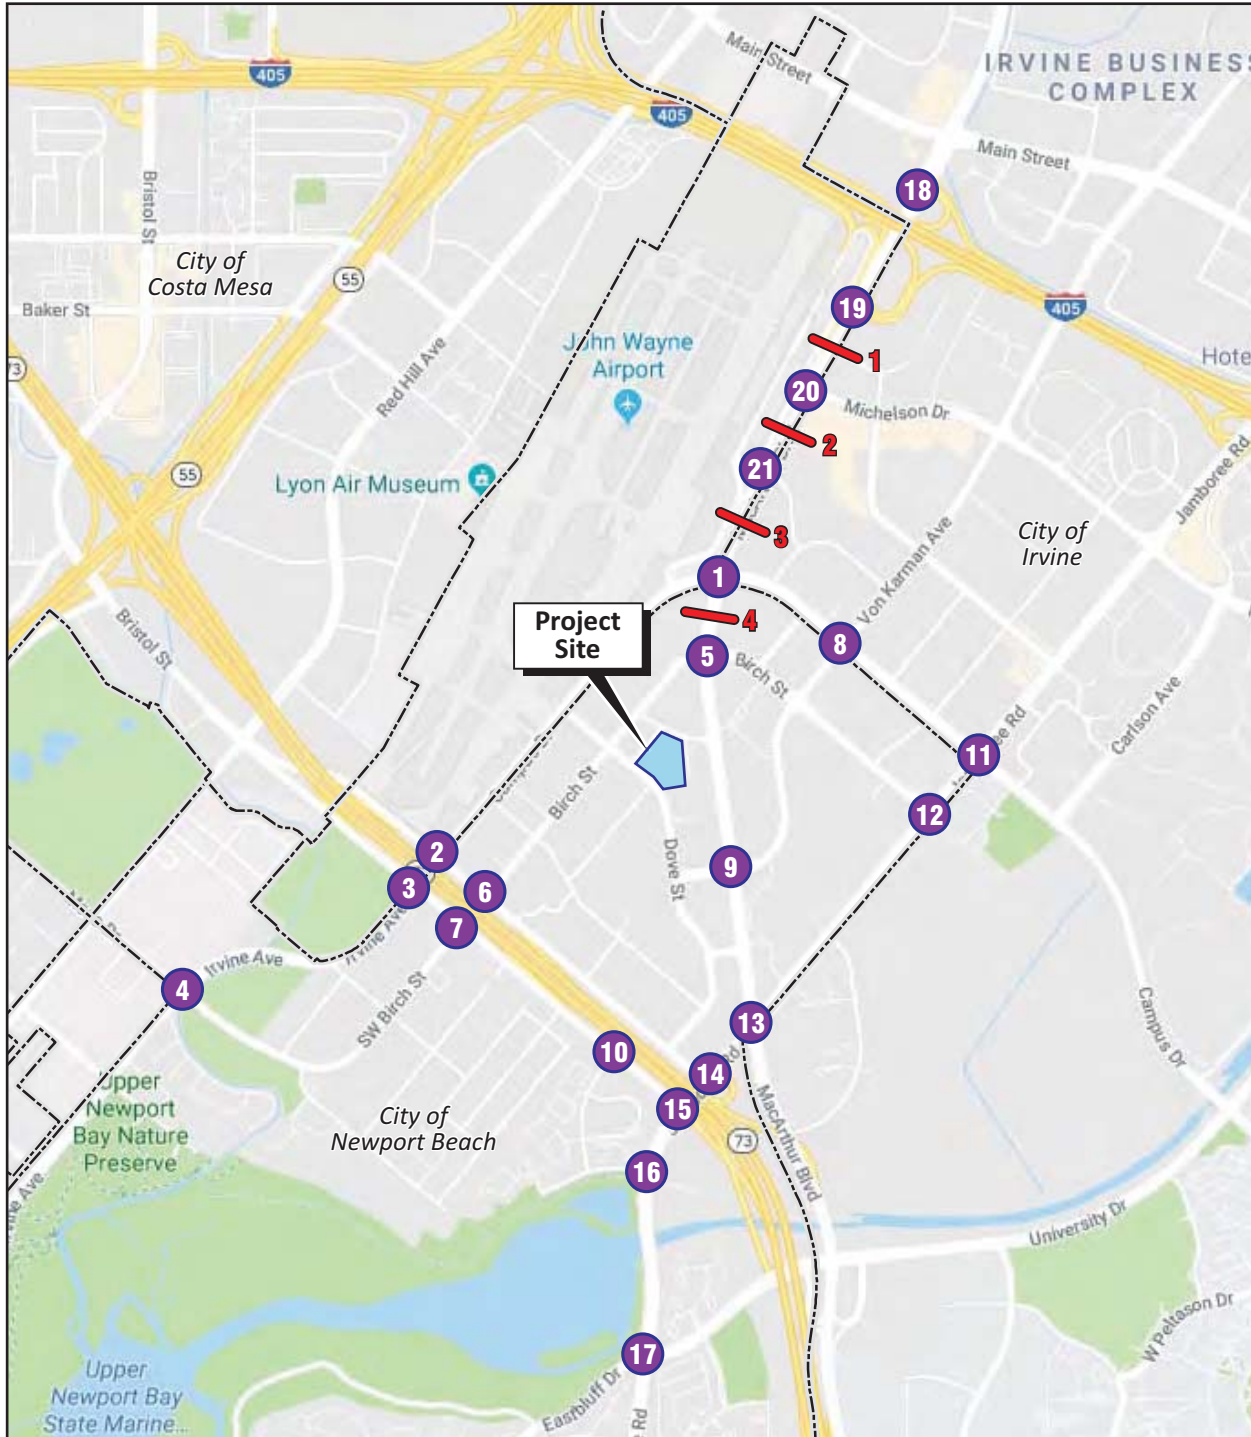 Main Street
IRVINE BUSINESS
COMPLEX
405
405
Main Street
18
Bristol St
City of
Costa Mesa
55
405
Baker St
19
John Wayne
Airport
1
Hote
73
Red Hill Ave
20
Michelson Dr
2
55
Lyon Air Museum
21
Jamboree Rd
3
City of
Irvine
1
Von Karman Ave
Project
Site
4
8
Bristol St
5
Birch St
Carlson Ave
11
Birch St
12
2
9
Dove St
3
6
7
Irvine Ave
Irvine Ave
4
SW Birch St
13
Campus Dr
10
14
15
Upper
Newport
Bay Nature
Preserve
City of
Newport Beach
MacArthur Blvd
73
16
University Dr
W Peltason Dr
17
Eastbluff Dr
Upper
Newport Bay
State Marine...
Rd